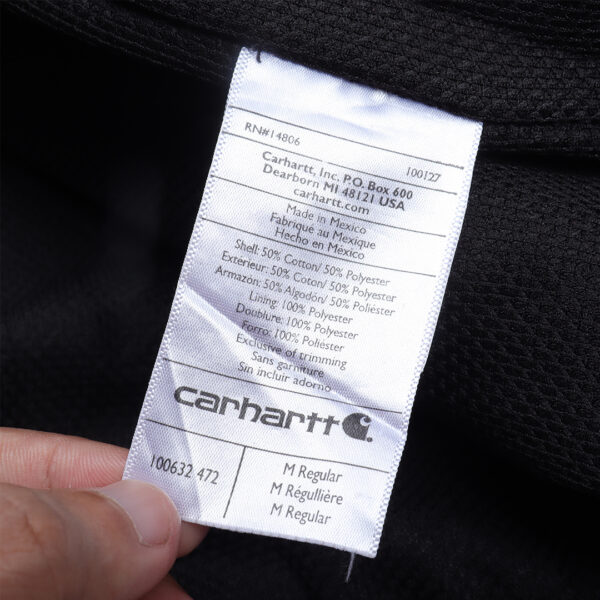 RN#14806 100127
Carhartt, Inc. P.O. Box 600
Dearborn MI 48121 USA
carhartt.com
Made in Mexico
Fabriqué au Mexique
Hecho en México
Shell: 50% Cotton/ 50% Polyester
Exterieur: 50% Coton/ 50% Polyester
Armazón: 50% Algodón/ 50% Poliéster
Lining: 100% Polyester
Doublure: 100% Polyester
Forro: 100% Poliéster
Exclusive of trimming
Sans garniture
Sin incluir adorno
carhartt
100632 472
M Regular
M Régullière
M Regular